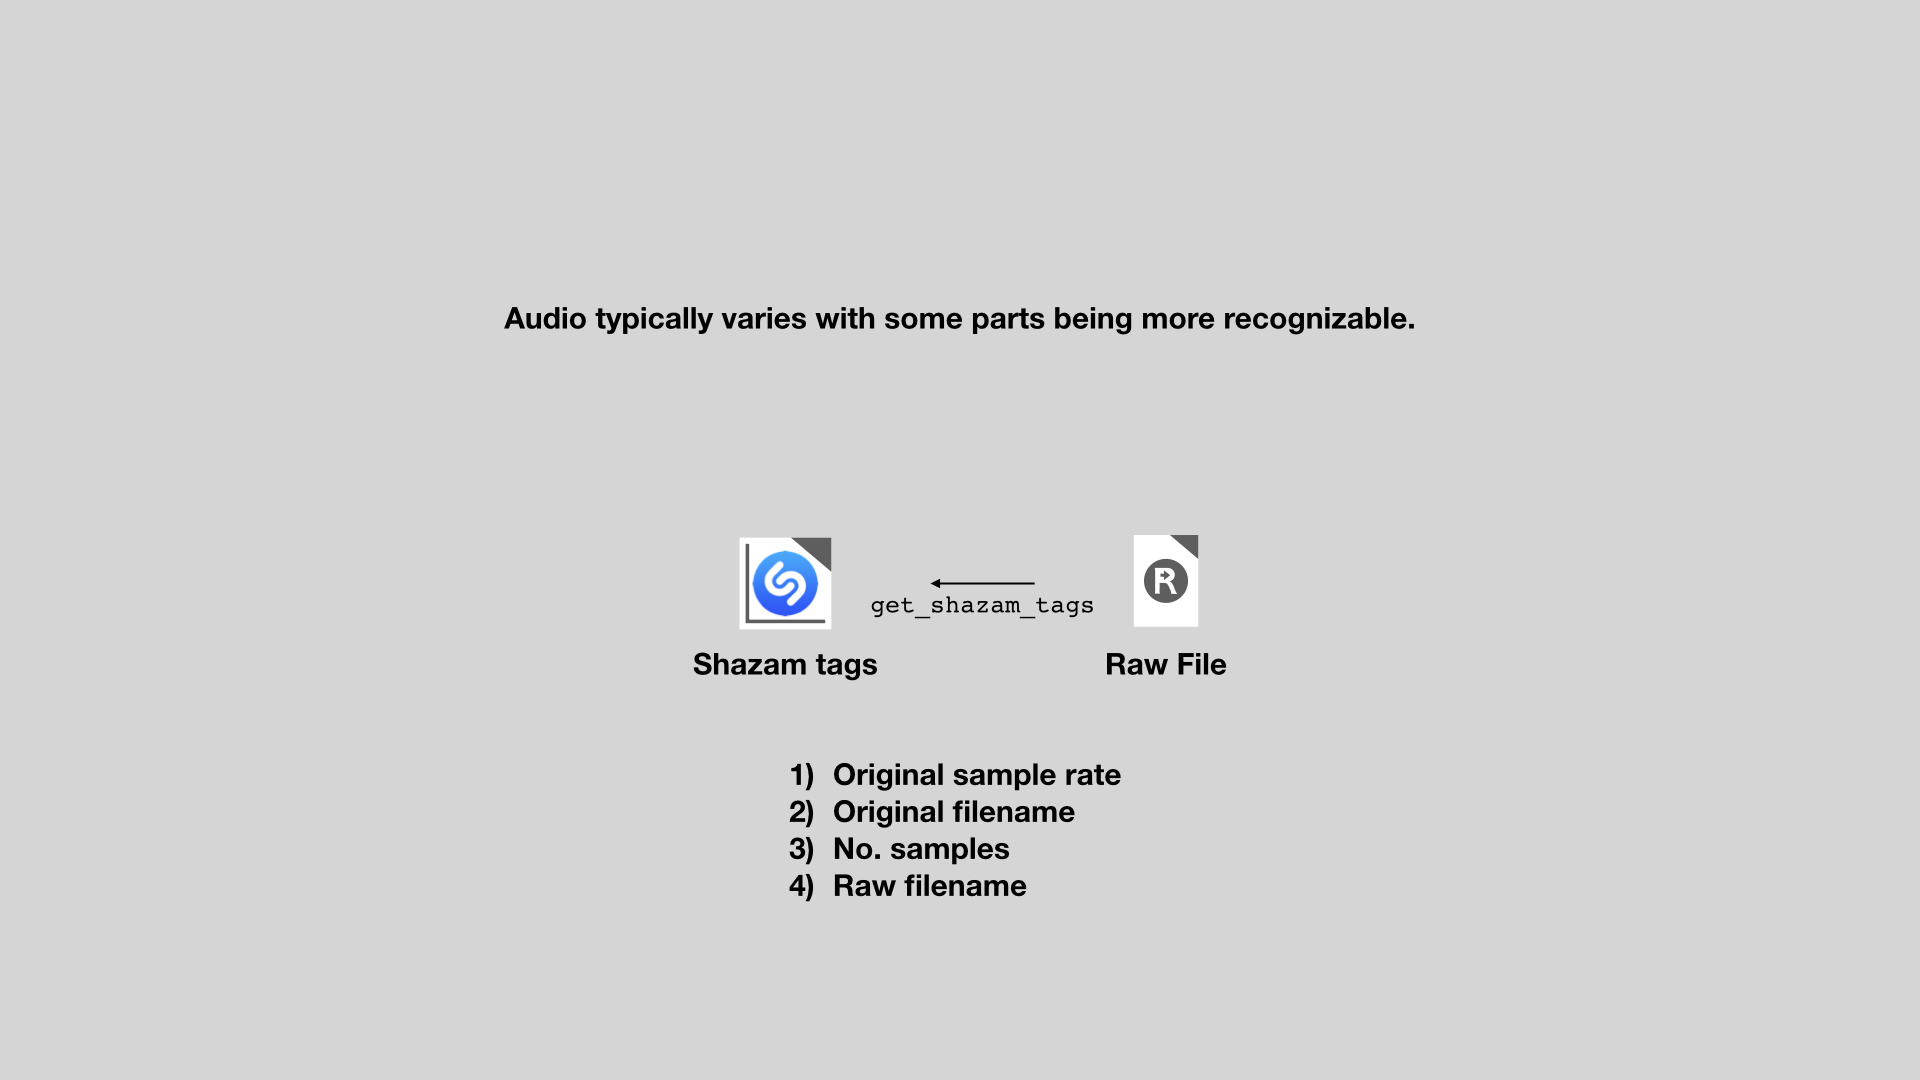 Audio typically varies with some parts being more recognizable.
R
get_shazam_tags
Shazam tags
Raw File
1) Original sample rate
2) Original filename
3) No. samples
4) Raw filename